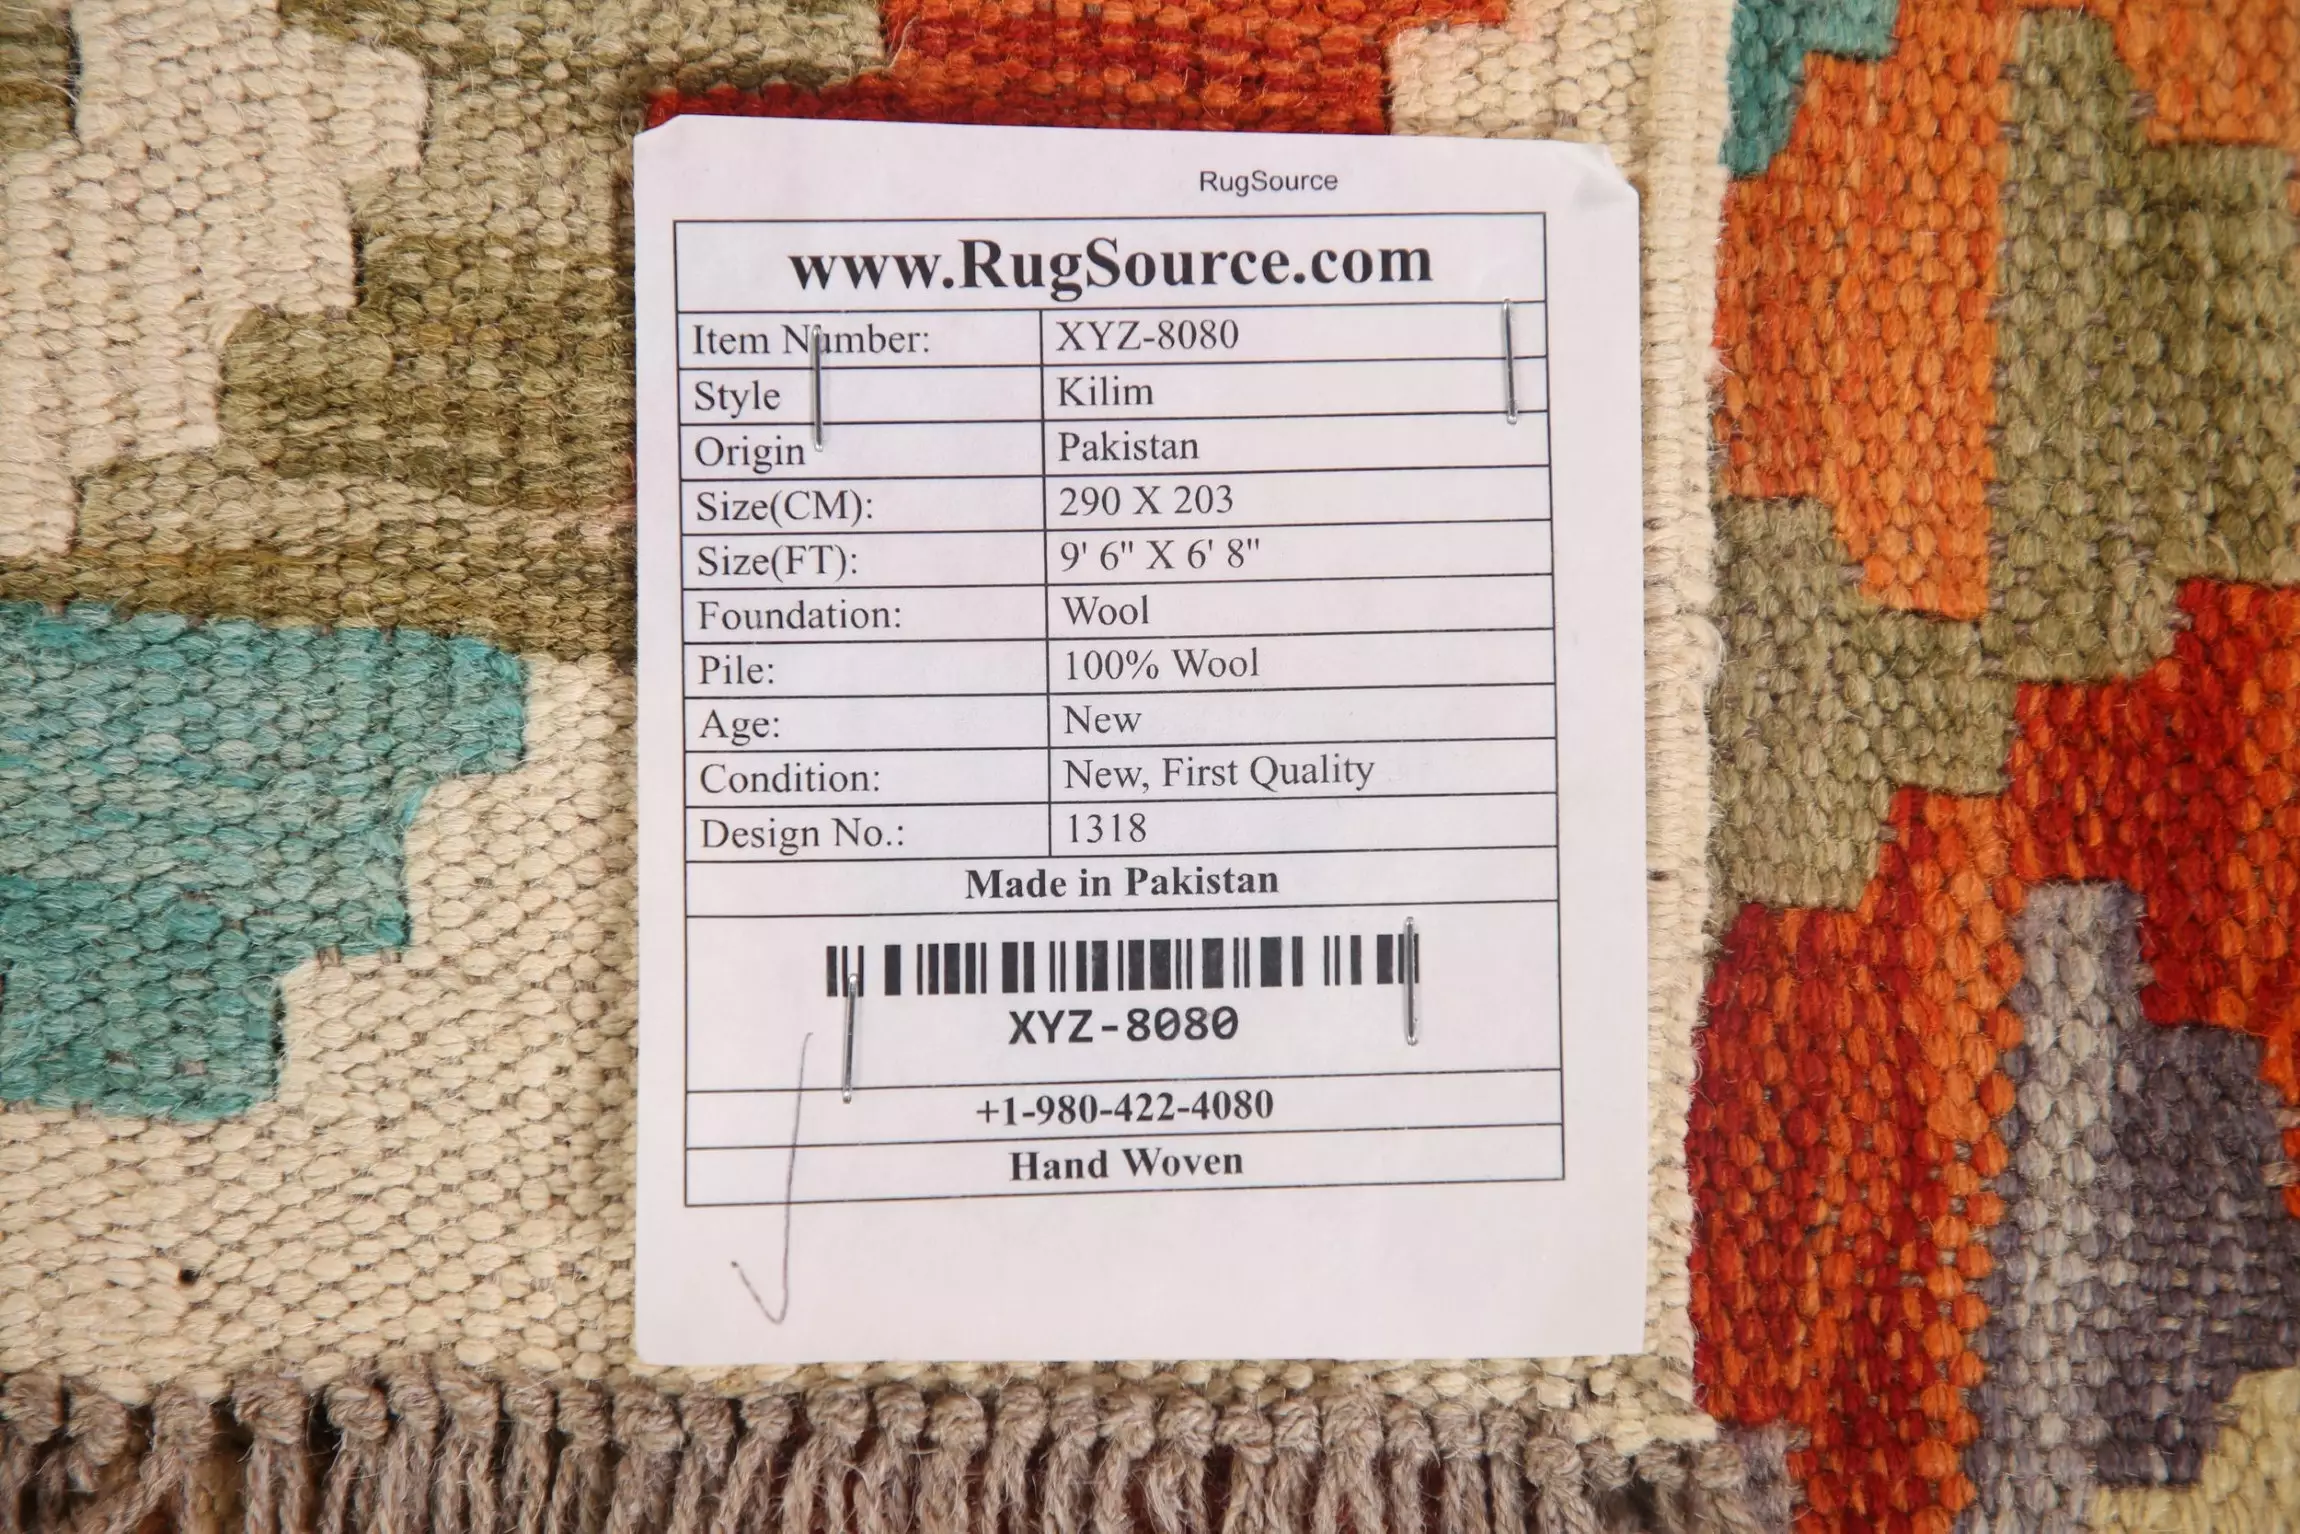 RugSource
www.RugSource.com
Item Number: XYZ-8080
Style Kilim
Origin Pakistan
Size(CM): 290 X 203
Size(FT): 9' 6" X 6' 8"
Foundation: Wool
Pile: 100% Wool
Age: New
Condition: New, First Quality
Design No.: 1318
Made in Pakistan
XYZ-8080
+1-980-422-4080
Hand Woven